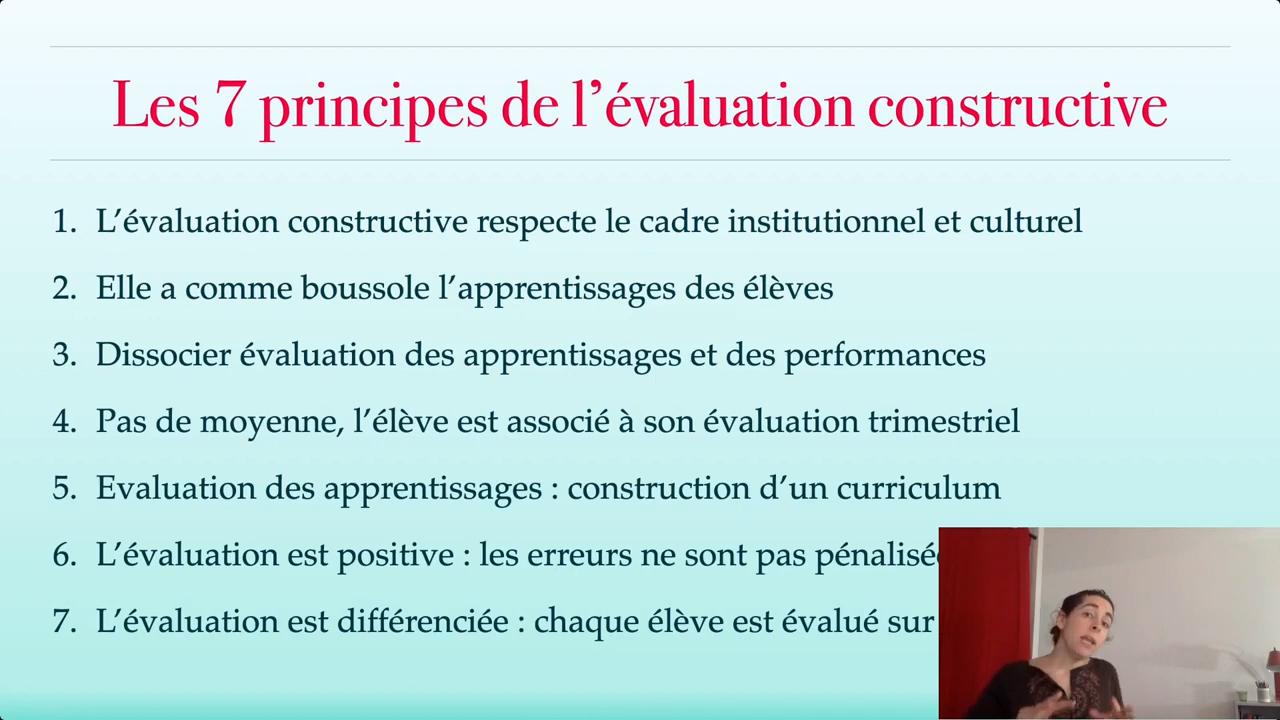 Les 7 principes de l’évaluation constructive
1. L’évaluation constructive respecte le cadre institutionnel et culturel
2. Elle a comme boussole l’apprentissages des élèves
3. Dissocier évaluation des apprentissages et des performances
4. Pas de moyenne, l’élève est associé à son évaluation trimestriel
5. Evaluation des apprentissages : construction d’un curriculum
6. L’évaluation est positive : les erreurs ne sont pas
7. L’évaluation est différenciée : chaque élève est évalué sur